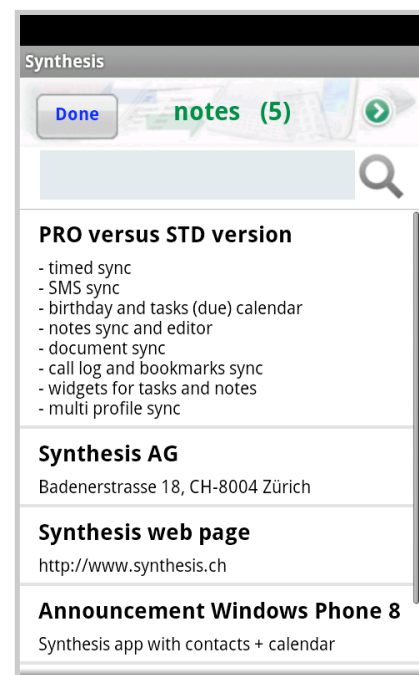 Synthesis
Done
notes (5)
PRO versus STD version
- timed sync
- SMS sync
- birthday and tasks (due) calendar
- notes sync and editor
- document sync
- call log and bookmarks sync
- widgets for tasks and notes
- multi profile sync
Synthesis AG
Badenerstrasse 18, CH-8004 Zürich
Synthesis web page
http://www.synthesis.ch
Announcement Windows Phone 8
Synthesis app with contacts + calendar